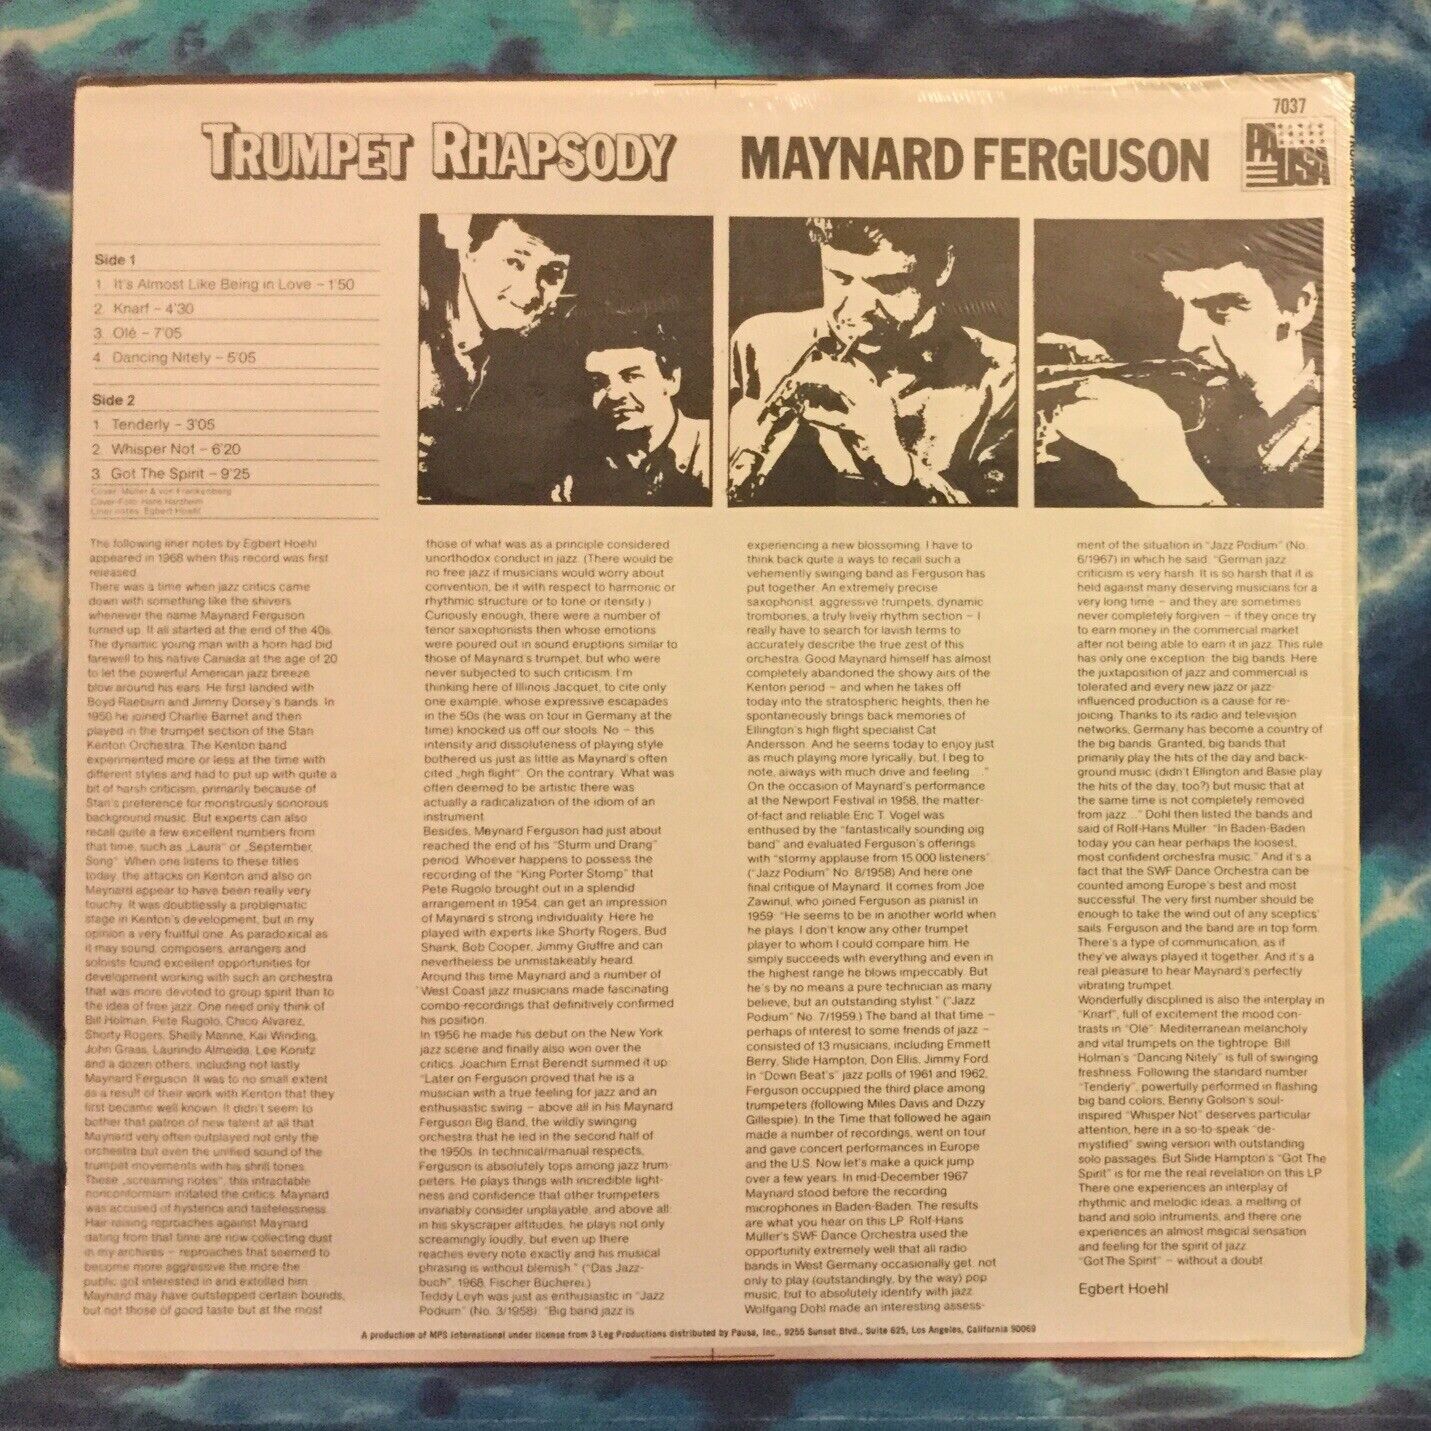 TRUMPET RHAPSODY
MAYNARD FERGUSON
7037
PAUSA
Side 1
1. It's Almost Like Being in Love – 1'50
2. Knarf – 4'30
3. Olé – 7'05
4. Dancing Nitely – 5'05
Side 2
1. Tenderly – 3'05
2. Whisper Not – 6'20
3. Got The Spirit – 9'25
Cover: Müller & von Frankenberg
Cover-Foto: Hans Harzheim
Liner notes: Egbert Hoehl
The following liner notes by Egbert Hoehl
appeared in 1968 when this record was first
released.
There was a time when jazz critics came
down with something like the shivers
whenever the name Maynard Ferguson
turned up. It all started at the end of the 40s.
The dynamic young man with a horn had bid
farewell to his native Canada at the age of 20
to let the powerful American jazz breeze
blow around his ears. He first landed with
Boyd Raeburn and Jimmy Dorsey's bands. In
1950 he joined Charlie Barnet and then
played in the trumpet section of the Stan
Kenton Orchestra. The Kenton band
experimented more or less at the time with
different styles and had to put up with quite a
bit of harsh criticism, primarily because of
Stan's preference for monstrously sonorous
background music. But experts can also
recall quite a few excellent numbers from
that time, such as „Laura" or „September
Song". When one listens to these titles
today, the attacks on Kenton and also on
Maynard appear to have been really very
touchy. It was doubtlessly a problematic
stage in Kenton's development, but in my
opinion a very fruitful one. As paradoxical as
it may sound, composers, arrangers and
soloists found excellent opportunities for
development working with such an orchestra
that was more devoted to group spirit than to
the idea of free jazz. One need only think of
Bill Holman, Pete Rugolo, Chico Alvarez,
Shorty Rogers, Shelly Manne, Kai Winding,
John Graas, Laurindo Almeida, Lee Konitz
and a dozen others, including not lastly
Maynard Ferguson. It was to no small extent
as a result of their work with Kenton that they
first became well known. It didn't seem to
bother that patron of new talent at all that
Maynard very often outplayed not only the
orchestra but even the unified sound of the
trumpet movements with his shrill tones.
These „screaming notes", this intractable
nonconformism irritated the critics. Maynard
was accused of hysterics and tastelessness.
Hair-raising reproaches against Maynard
dating from that time are now collecting dust
in my archives – reproaches that seemed to
become more aggressive the more the
public got interested in and extolled him.
Maynard may have outstepped certain bounds,
but not those of good taste but at the most
those of what was as a principle considered
unorthodox conduct in jazz. (There would be
no free jazz if musicians would worry about
convention, be it with respect to harmonic or
rhythmic structure or to tone or itensity.)
Curiously enough, there were a number of
tenor saxophonists then whose emotions
were poured out in sound eruptions similar to
those of Maynard's trumpet, but who were
never subjected to such criticism. I'm
thinking here of Illinois Jacquet, to cite only
one example, whose expressive escapades
in the 50s (he was on tour in Germany at the
time) knocked us off our stools. No – this
intensity and dissoluteness of playing style
bothered us just as little as Maynard's often
cited „high flight". On the contrary. What was
often deemed to be artistic there was
actually a radicalization of the idiom of an
instrument.
Besides, Maynard Ferguson had just about
reached the end of his "Sturm und Drang"
period. Whoever happens to possess the
recording of the "King Porter Stomp" that
Pete Rugolo brought out in a splendid
arrangement in 1954, can get an impression
of Maynard's strong individuality. Here he
played with experts like Shorty Rogers, Bud
Shank, Bob Cooper, Jimmy Giuffre and can
nevertheless be unmistakeably heard.
Around this time Maynard and a number of
West Coast jazz musicians made fascinating
combo-recordings that definitively confirmed
his position.
In 1956 he made his debut on the New York
jazz scene and finally also won over the
critics. Joachim Ernst Berendt summed it up:
"Later on Ferguson proved that he is a
musician with a true feeling for jazz and an
enthusiastic swing – above all in his Maynard
Ferguson Big Band, the wildly swinging
orchestra that he led in the second half of
the 1950s. In technical/manual respects,
Ferguson is absolutely tops among jazz trum-
peters. He plays with incredible light-
ness and confidence that other trumpeters
invariably consider unplayable, and above all:
in his skyscraper altitudes, he plays not only
screamingly loudly, but even up there
reaches every note exactly and his musical
phrasing is without blemish." ("Das Jazz-
buch", 1968, Fischer Bücherei.)
Teddy Leyh was just as enthusiastic in "Jazz
Podium" (No. 3/1958): "Big band jazz is
experiencing a new blossoming. I have to
think back quite a ways to recall such a
vehemently swinging band as Ferguson has
put together. An extremely precise
saxophonist, aggressive trumpets, dynamic
trombones, a truly lively rhythm section – I
really have to search for lavish terms to
accurately describe the true zest of this
orchestra. Good Maynard himself has almost
completely abandoned the showy airs of the
Kenton period – and when he takes off
today into the stratospheric heights, then he
spontaneously brings back memories of
Ellington's high flight specialist Cat
Andersson. And he seems today to enjoy just
as much playing more lyrically, but, I beg to
note, always with much drive and feeling ..."
On the occasion of Maynard's performance
at the Newport Festival in 1958, the matter-
of-fact and reliable Eric T. Vogel was
enthused by the "fantastically sounding big
band" and evaluated Ferguson's offerings
with "stormy applause from 15.000 listeners".
("Jazz Podium" No. 8/1958) And here one
final critique of Maynard. It comes from Joe
Zawinul, who joined Ferguson as pianist in
1959: "He seems to be in another world when
he plays. I don't know any other trumpet
player to whom I could compare him. He
simply succeeds with everything and even in
the highest range he blows impeccably. But
he's by no means a pure technician as many
believe, but an outstanding stylist." ("Jazz
Podium" No. 7/1959.) The band at that time –
perhaps of interest to some friends of jazz –
consisted of 13 musicians, including Emmett
Berry, Slide Hampton, Don Ellis, Jimmy Ford.
In "Down Beat's" jazz polls of 1961 and 1962,
Ferguson occuppied the third place among
trumpeters (following Miles Davis and Dizzy
Gillespie). In the Time that followed he again
made a number of recordings, went on tour
and gave concert performances in Europe
and the U.S. Now let's make a quick jump
over a few years. In mid-December 1967
Maynard stood before the recording
microphones in Baden-Baden. The results
are what you hear on this LP. Rolf-Hans
Müller's SWF Dance Orchestra used the
opportunity extremely well that all radio
bands in West Germany occasionally get: not
only to play (outstandingly, by the way) pop
music, but to absolutely identify with jazz.
Wolfgang Dohl made an interesting assess-
ment of the situation in "Jazz Podium" (No.
6/1967) in which he said: "German jazz
criticism is very harsh. It is so harsh that it is
held against many deserving musicians for a
very long time – and they are sometimes
never completely forgiven – if they once try
to earn money in the commercial market
after not being able to earn it in jazz. This rule
has only one exception: the big bands. Here
the juxtaposition of jazz and commercial is
tolerated and every new jazz or jazz-
influenced production is a cause for re-
joicing. Thanks to its radio and television
networks, Germany has become a country of
the big bands. Granted, big bands that
primarily play the hits of the day and back-
ground music (didn't Ellington and Basie play
the hits of the day, too?) but music that at
the same time is not completely removed
from jazz ..." Dohl then listed the bands and
said of Rolf-Hans Müller: "In Baden-Baden
today you can hear perhaps the loosest,
most confident orchestra music." And it's a
fact that the SWF Dance Orchestra can be
counted among Europe's best and most
successful. The very first number should be
enough to take the wind out of any sceptics'
sails. Ferguson and the band are in top form.
There's a type of communication, as if
they've always played it together. And it's a
real pleasure to hear Maynard's perfectly
vibrating trumpet.
Wonderfully discplined is also the interplay in
"Knarf", full of excitement the mood con-
trasts in "Olé": Mediterranean melancholy
and vital trumpets on the tightrope. Bill
Holman's "Dancing Nitely" is full of swinging
freshness. Following the standard number
"Tenderly", powerfully performed in flashing
big band colors, Benny Golson's soul-
inspired "Whisper Not" deserves particular
attention, here in a so-to-speak "de-
mystified" swing version with outstanding
solo passages. But Slide Hampton's "Got The
Spirit" is for me the real revelation on this LP.
There one experiences an interplay of
rhythmic and melodic ideas, a melting of
band and solo intruments, and there one
experiences an almost magical sensation
and feeling for the spirit of jazz.
"Got The Spirit" – without a doubt.
Egbert Hoehl
A production of MPS International under license from 3 Leg Productions distributed by Pausa, Inc., 9255 Sunset Blvd., Suite 625, Los Angeles, California 90069